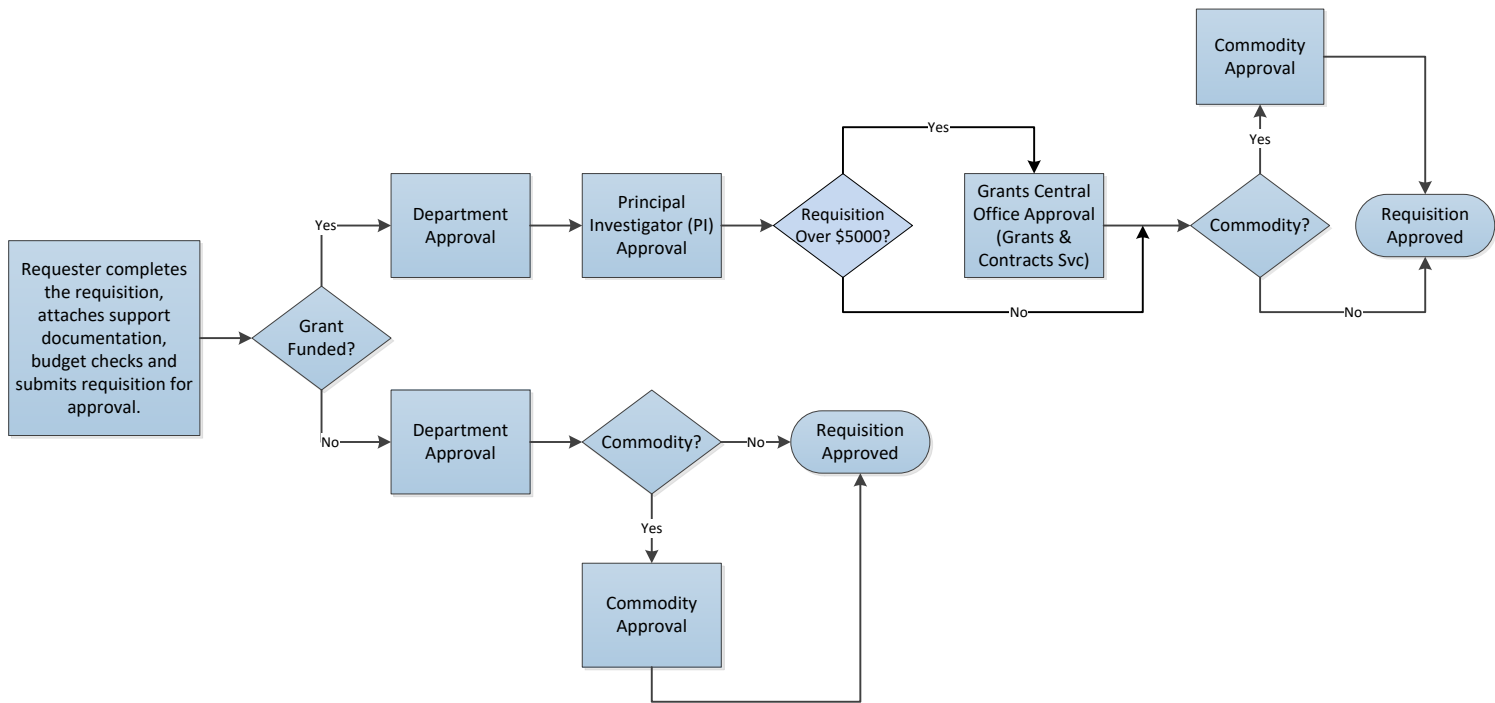 Requester completes
the requisition,
attaches support
documentation,
budget checks and
submits requisition for
approval.
Grant
Funded?
Yes
Department
Approval
Principal
Investigator (PI)
Approval
Requisition
Over $5000?
Yes
Grants Central
Office Approval
(Grants &
Contracts Svc)
No
Commodity?
Yes
Commodity
Approval
No
Requisition
Approved
No
Department
Approval
Commodity?
No
Requisition
Approved
Yes
Commodity
Approval